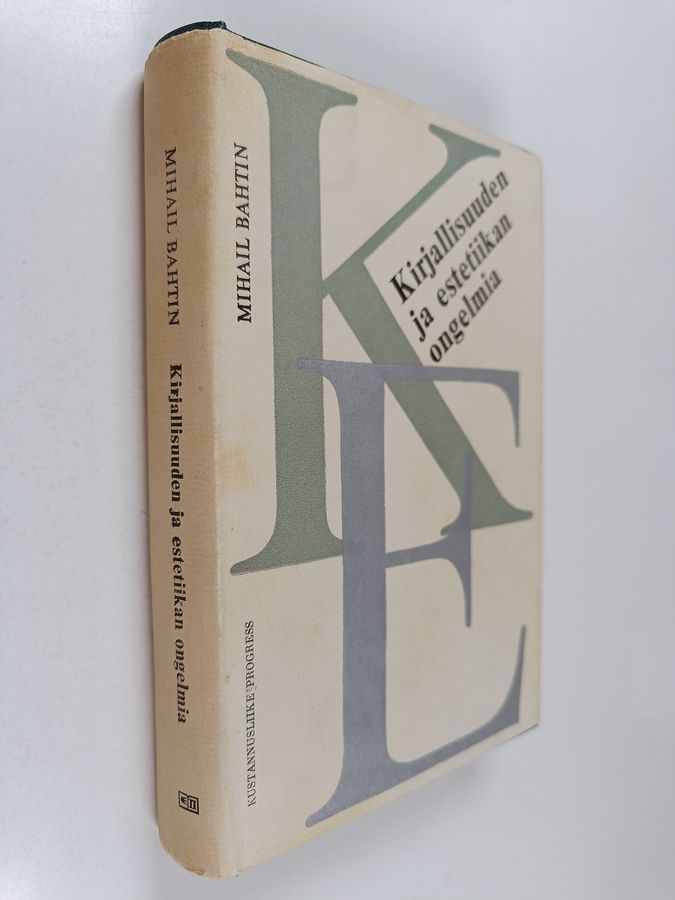 MIHAIL BAHTIN
Kirjallisuuden ja estetiikan ongelmia
MIHAIL BAHTIN
K
E
Kirjallisuuden
ja estetiikan
ongelmia
KUSTANNUSLIIKE PROGRESS